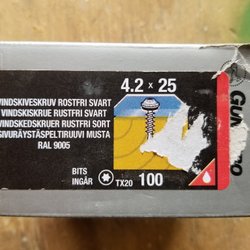 4.2 x 25
VINDSKIVESKRUV ROSTFRI SVART
VINDSKIVESKRUE RUSTFRI SVART
VINDSKEDSKRUER RUSTFRI SORT
SIVURÄYSTÄSPELTIRUUVI MUSTA
RAL 9005
BITS
INGÅR
TX20
100